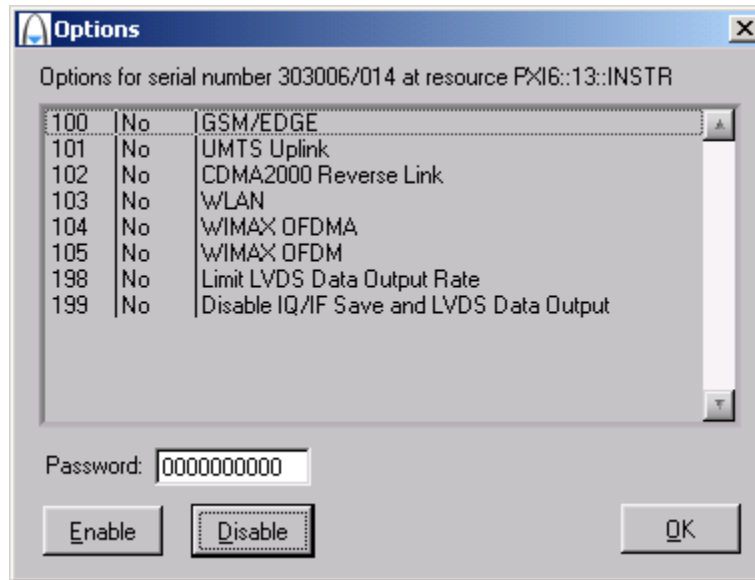 Options
Options for serial number 303006/014 at resource PXI6::13::INSTR
100 |No |GSM/EDGE
101 |No |UMTS Uplink
102 |No |CDMA2000 Reverse Link
103 |No |WLAN
104 |No |WIMAX OFDMA
105 |No |WIMAX OFDM
198 |No |Limit LVDS Data Output Rate
199 |No |Disable IQ/IF Save and LVDS Data Output
Password: 0000000000
Enable Disable OK